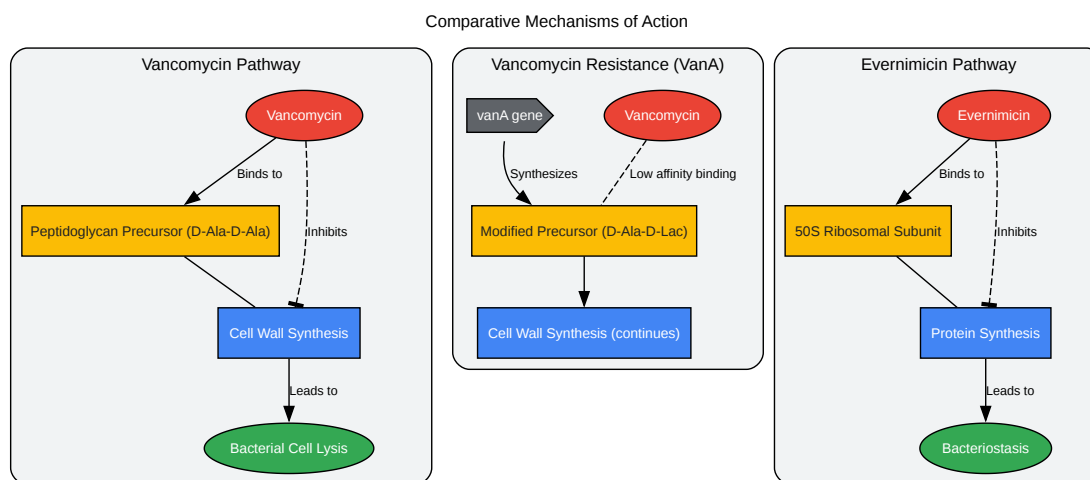 Comparative Mechanisms of Action
Vancomycin Pathway
Vancomycin
Binds to
Peptidoglycan Precursor (D-Ala-D-Ala)
Inhibits
Cell Wall Synthesis
Leads to
Bacterial Cell Lysis
Vancomycin Resistance (VanA)
vanA gene
Vancomycin
Synthesizes
Low affinity binding
Modified Precursor (D-Ala-D-Lac)
Cell Wall Synthesis (continues)
Evernimicin Pathway
Evernimicin
Binds to
50S Ribosomal Subunit
Inhibits
Protein Synthesis
Leads to
Bacteriostasis